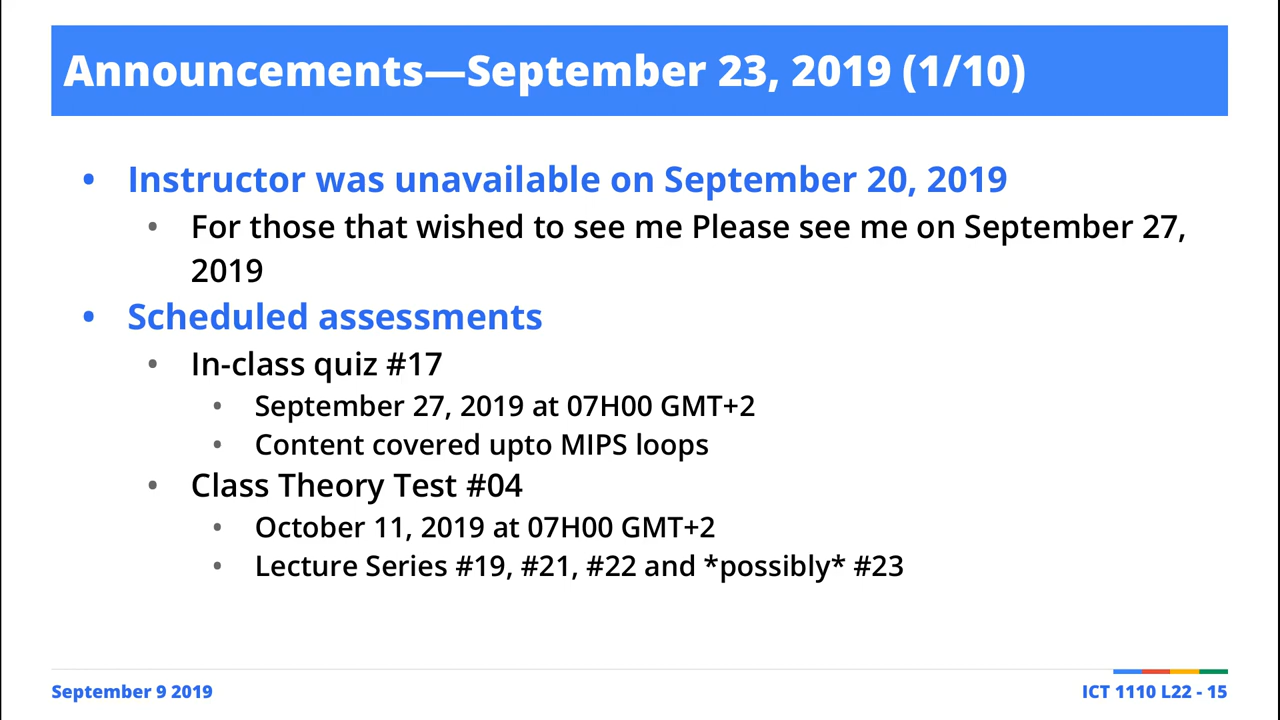 Announcements—September 23, 2019 (1/10)
• Instructor was unavailable on September 20, 2019
• For those that wished to see me Please see me on September 27,
2019
• Scheduled assessments
• In-class quiz #17
• September 27, 2019 at 07H00 GMT+2
• Content covered upto MIPS loops
• Class Theory Test #04
• October 11, 2019 at 07H00 GMT+2
• Lecture Series #19, #21, #22 and *possibly* #23
September 9 2019
ICT 1110 L22 - 15